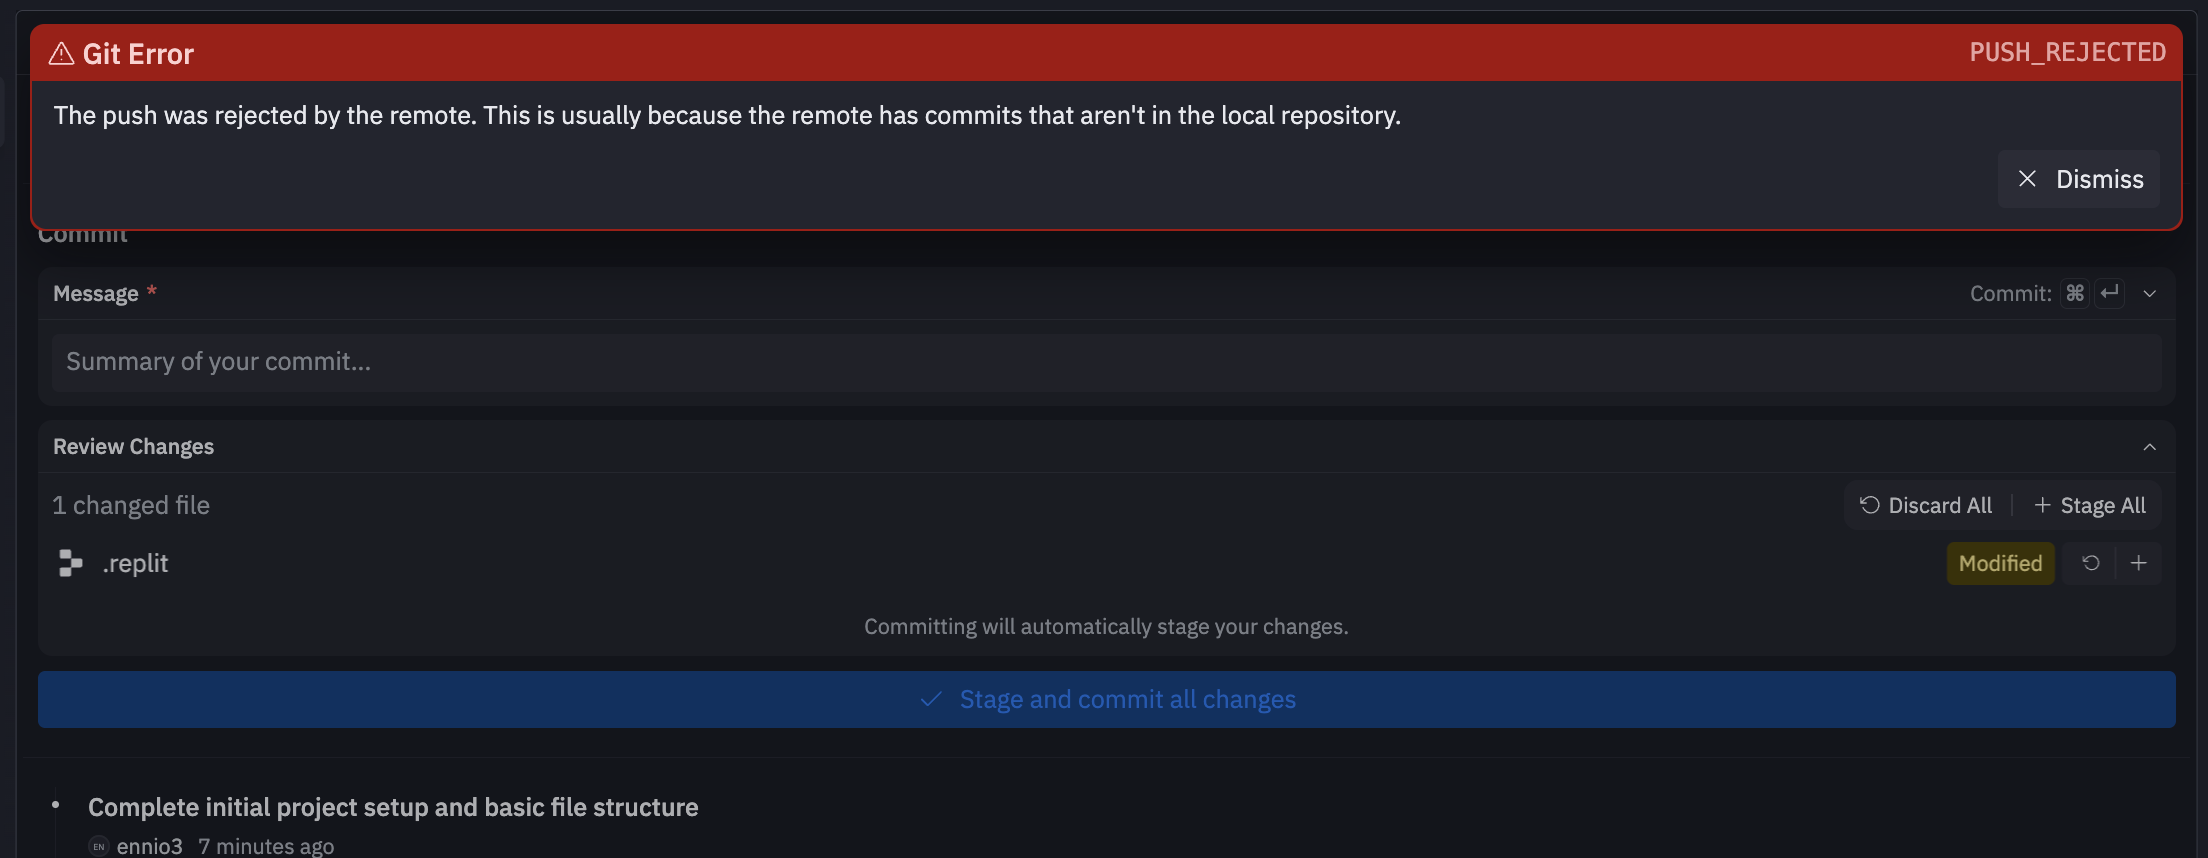 Git Error
PUSH_REJECTED
The push was rejected by the remote. This is usually because the remote has commits that aren't in the local repository.
Dismiss
Commit
Message *
Commit: ⌘ ↵
Summary of your commit...
Review Changes
1 changed file
Discard All
Stage All
.replit
Modified
Committing will automatically stage your changes.
Stage and commit all changes
Complete initial project setup and basic file structure
EN ennio3 7 minutes ago